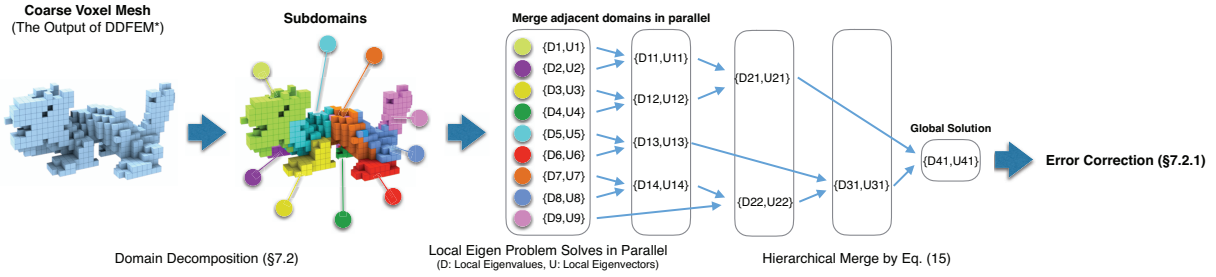 Coarse Voxel Mesh
(The Output of DDFEM*)
Subdomains
Merge adjacent domains in parallel
{D1,U1}
{D2,U2}
{D3,U3}
{D4,U4}
{D5,U5}
{D6,U6}
{D7,U7}
{D8,U8}
{D9,U9}
{D11,U11}
{D12,U12}
{D13,U13}
{D14,U14}
{D21,U21}
{D22,U22}
{D31,U31}
Global Solution
{D41,U41}
Error Correction (§7.2.1)
Domain Decomposition (§7.2)
Local Eigen Problem Solves in Parallel
(D: Local Eigenvalues, U: Local Eigenvectors)
Hierarchical Merge by Eq. (15)